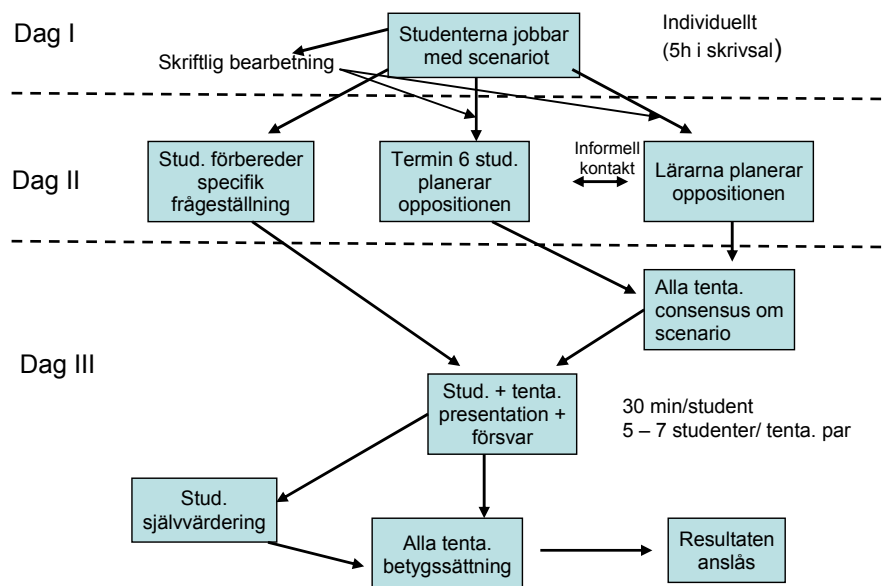 Dag I
Studenterna jobbar
med scenariot
Individuellt
(5h i skrivsal)
Skriftlig bearbetning
Dag II
Stud. förbereder
specifik
frågeställning
Termin 6 stud.
planerar
oppositionen
Informell
kontakt
Lärarna planerar
oppositionen
Alla tenta.
consensus om
scenario
Dag III
Stud. + tenta.
presentation +
försvar
30 min/student
5 – 7 studenter/ tenta. par
Stud.
självvärdering
Alla tenta.
betygssättning
Resultaten
anslås